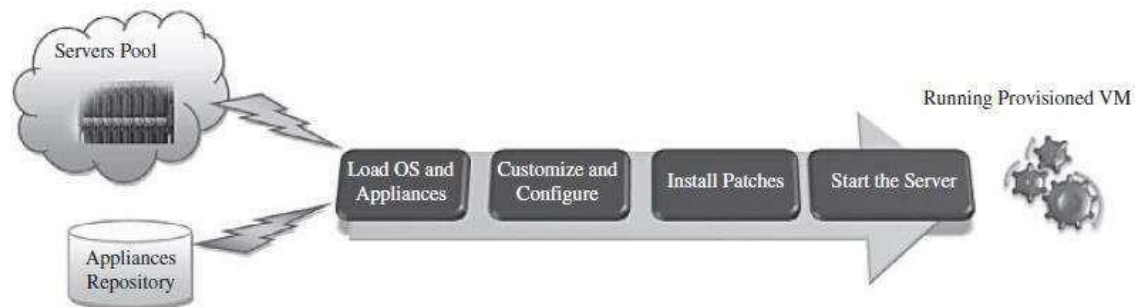 Servers Pool
Running Provisioned VM
Load OS and
Appliances
Customize and
Configure
Install Patches
Start the Server
Appliances
Repository